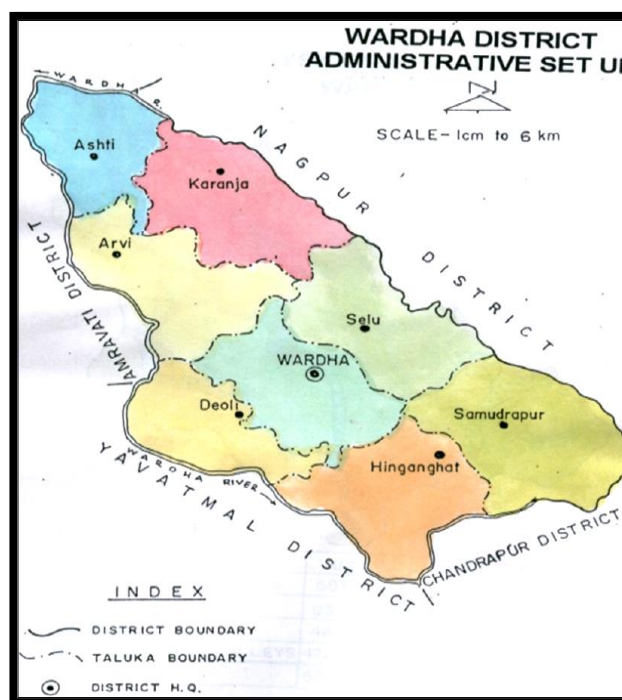 WARDHA DISTRICT
ADMINISTRATIVE SET U
WARDHA R.
SCALE - 1cm to 6 km
NAGPUR DISTRICT
Ashti
Karanja
Arvi
AMRAVATI DISTRICT
Selu
WARDHA
Deoli
Samudrapur
Hinganghat
WARDHA RIVER
YAVATMAL DISTRICT
CHANDRAPUR DISTRICT
INDEX
DISTRICT BOUNDARY
TALUKA BOUNDARY
DISTRICT H.Q.